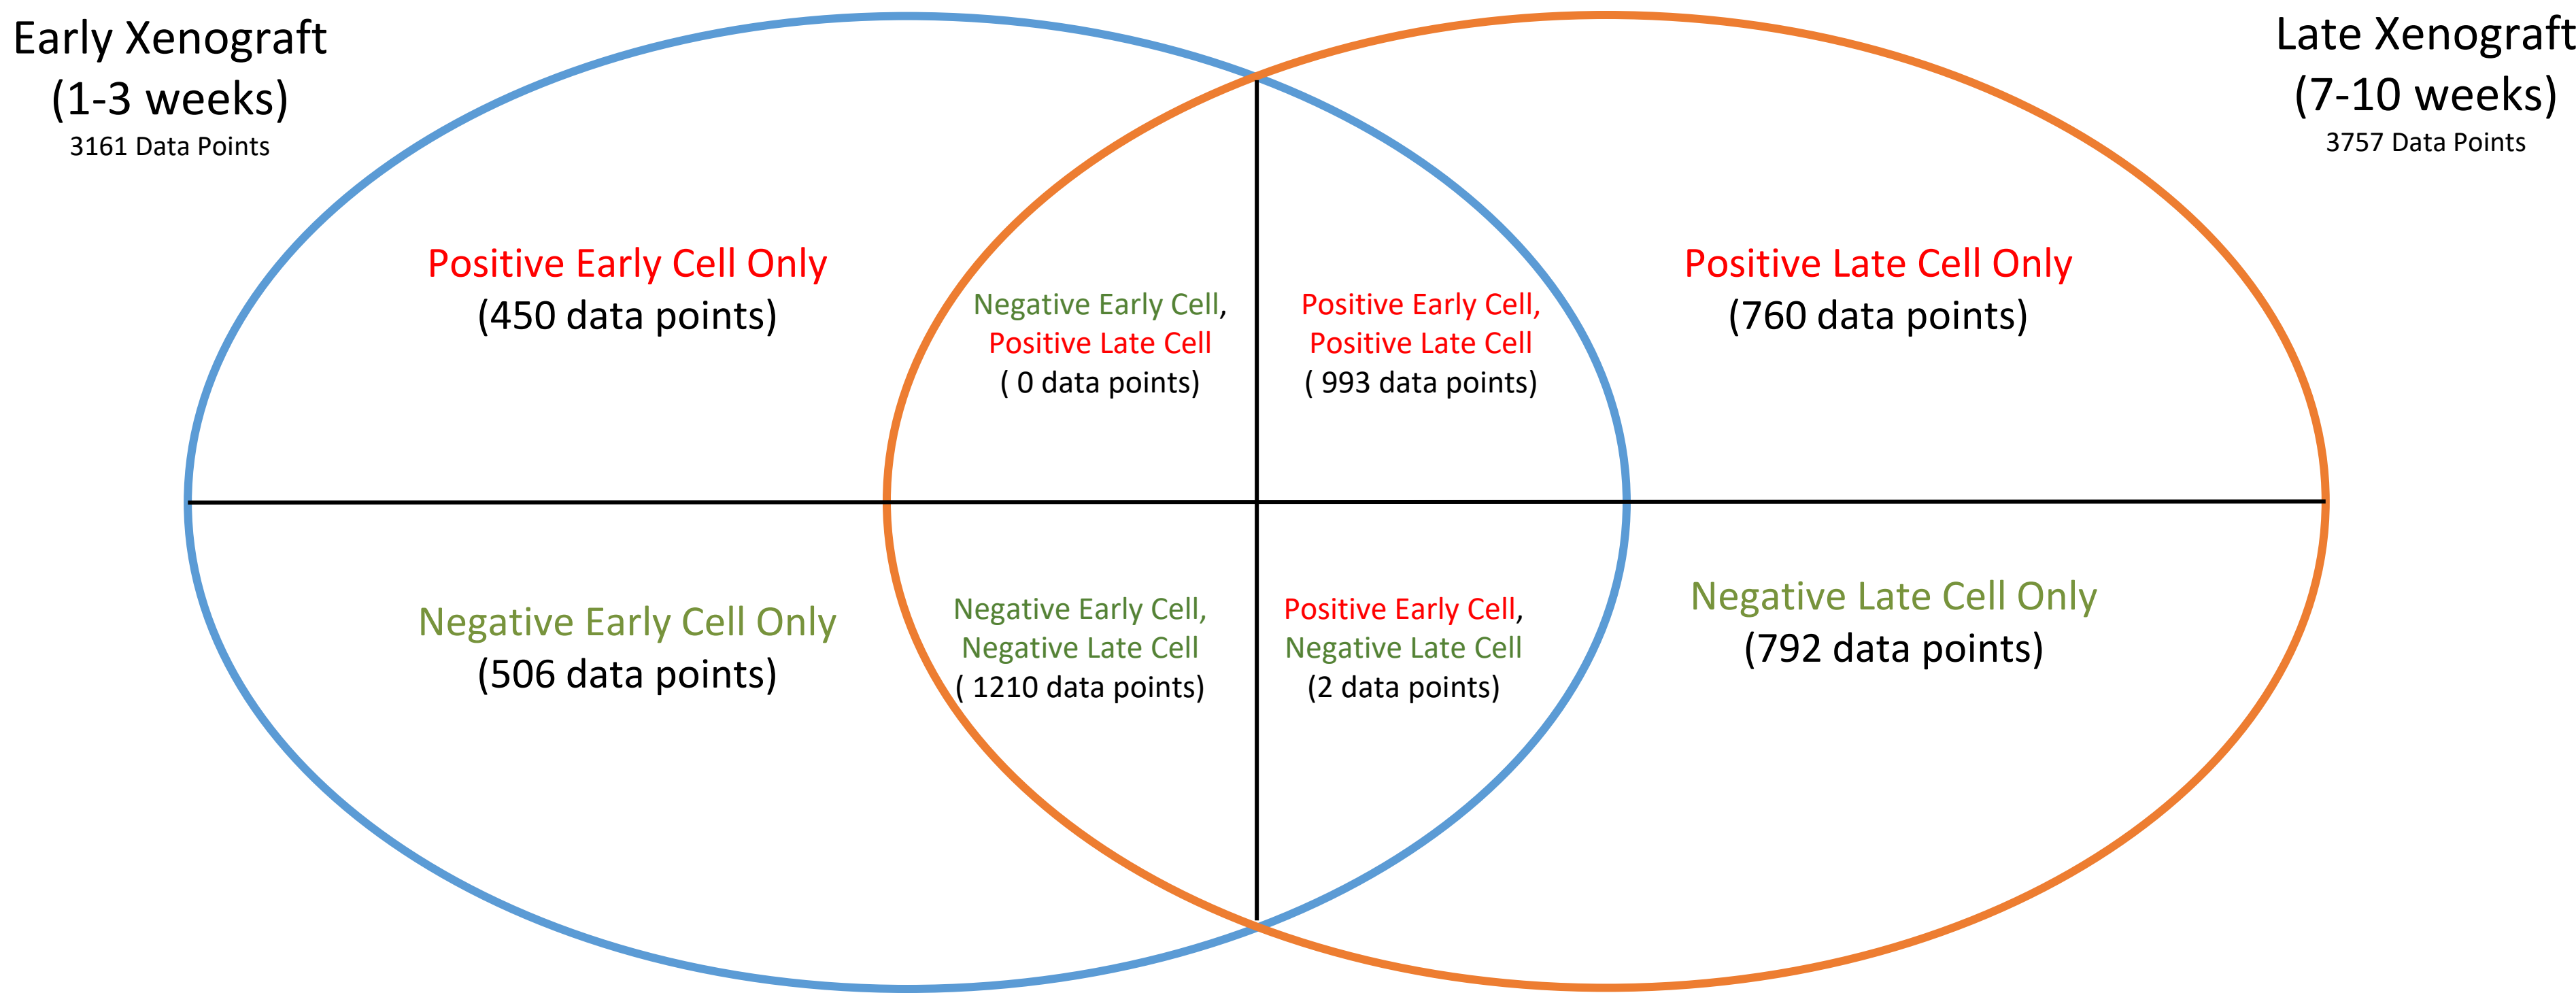 Early Xenograft
(1-3 weeks)
3161 Data Points
Late Xenograft
(7-10 weeks)
3757 Data Points
Positive Early Cell Only
(450 data points)
Negative Early Cell,
Positive Late Cell
( 0 data points)
Positive Early Cell,
Positive Late Cell
( 993 data points)
Positive Late Cell Only
(760 data points)
Negative Early Cell Only
(506 data points)
Negative Early Cell,
Negative Late Cell
( 1210 data points)
Positive Early Cell,
Negative Late Cell
(2 data points)
Negative Late Cell Only
(792 data points)